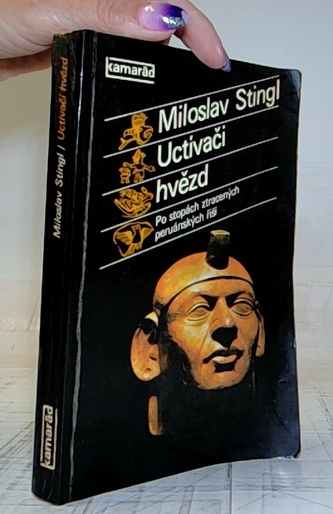 kamarád
Miloslav Stingl
Uctívači
hvězd
Po stopách ztracených
peruánských říší
Miloslav Stingl / Uctívači hvězd
kamarád